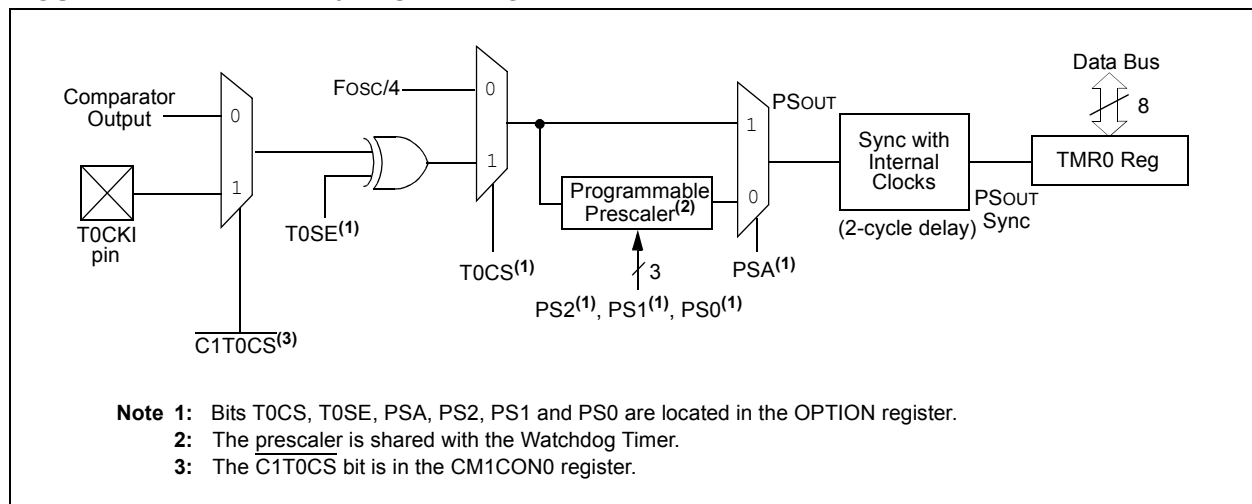 Data Bus
8
Fosc/4
0
1
Comparator
Output
0
1
T0CKI
pin
T0SE(1)
C1T0CS(3)
T0CS(1)
Programmable
Prescaler(2)
3
PS2(1), PS1(1), PS0(1)
1
0
PSOUT
PSA(1)
Sync with
Internal
Clocks
(2-cycle delay)
PSOUT
Sync
TMR0 Reg
Note 1: Bits T0CS, T0SE, PSA, PS2, PS1 and PS0 are located in the OPTION register.
2: The prescaler is shared with the Watchdog Timer.
3: The C1T0CS bit is in the CM1CON0 register.